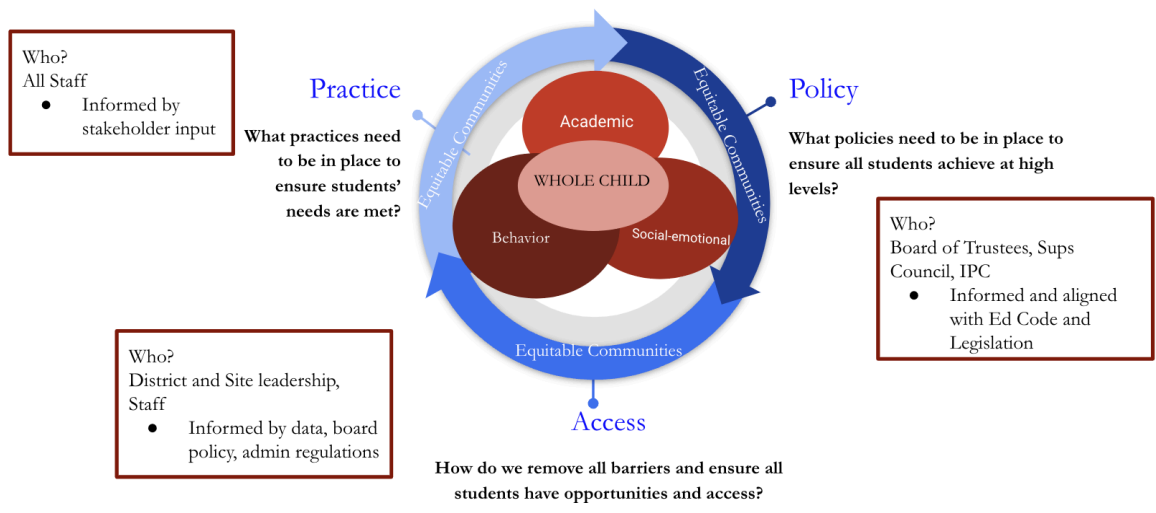 Who?
All Staff
● Informed by
stakeholder input
Practice
What practices need
to be in place to
ensure students’
needs are met?
Equitable Communities
Equitable Communities
Equitable Communities
Academic
WHOLE CHILD
Behavior
Social-emotional
Policy
What policies need to be in place to
ensure all students achieve at high
levels?
Who?
Board of Trustees, Sups
Council, IPC
● Informed and aligned
with Ed Code and
Legislation
Who?
District and Site leadership,
Staff
● Informed by data, board
policy, admin regulations
Access
How do we remove all barriers and ensure all
students have opportunities and access?